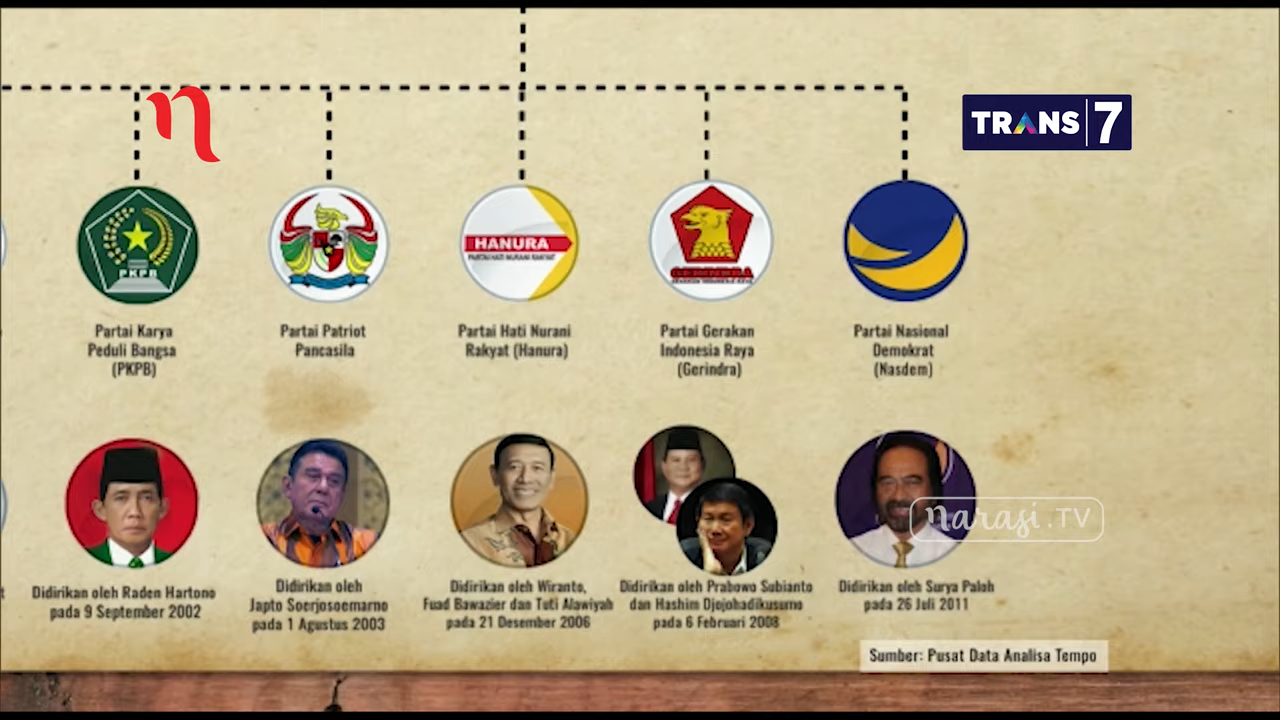 n
TRANS 7
PKPB
HANURA
PARTAI HATI NURANI RAKYAT
Partai Karya
Peduli Bangsa
(PKPB)
Partai Patriot
Pancasila
Partai Hati Nurani
Rakyat (Hanura)
Partai Gerakan
Indonesia Raya
(Gerindra)
Partai Nasional
Demokrat
(Nasdem)
narasi.TV
t
Didirikan oleh Raden Hartono
pada 9 September 2002
Didirikan oleh
Japto Soerjosoemarno
pada 1 Agustus 2003
Didirikan oleh Wiranto,
Fuad Bawazier dan Tuti Alawiyah
pada 21 Desember 2006
Didirikan oleh Prabowo Subianto
dan Hashim Djojohadikusumo
pada 6 Februari 2008
Didirikan oleh Surya Paloh
pada 26 Juli 2011
Sumber: Pusat Data Analisa Tempo